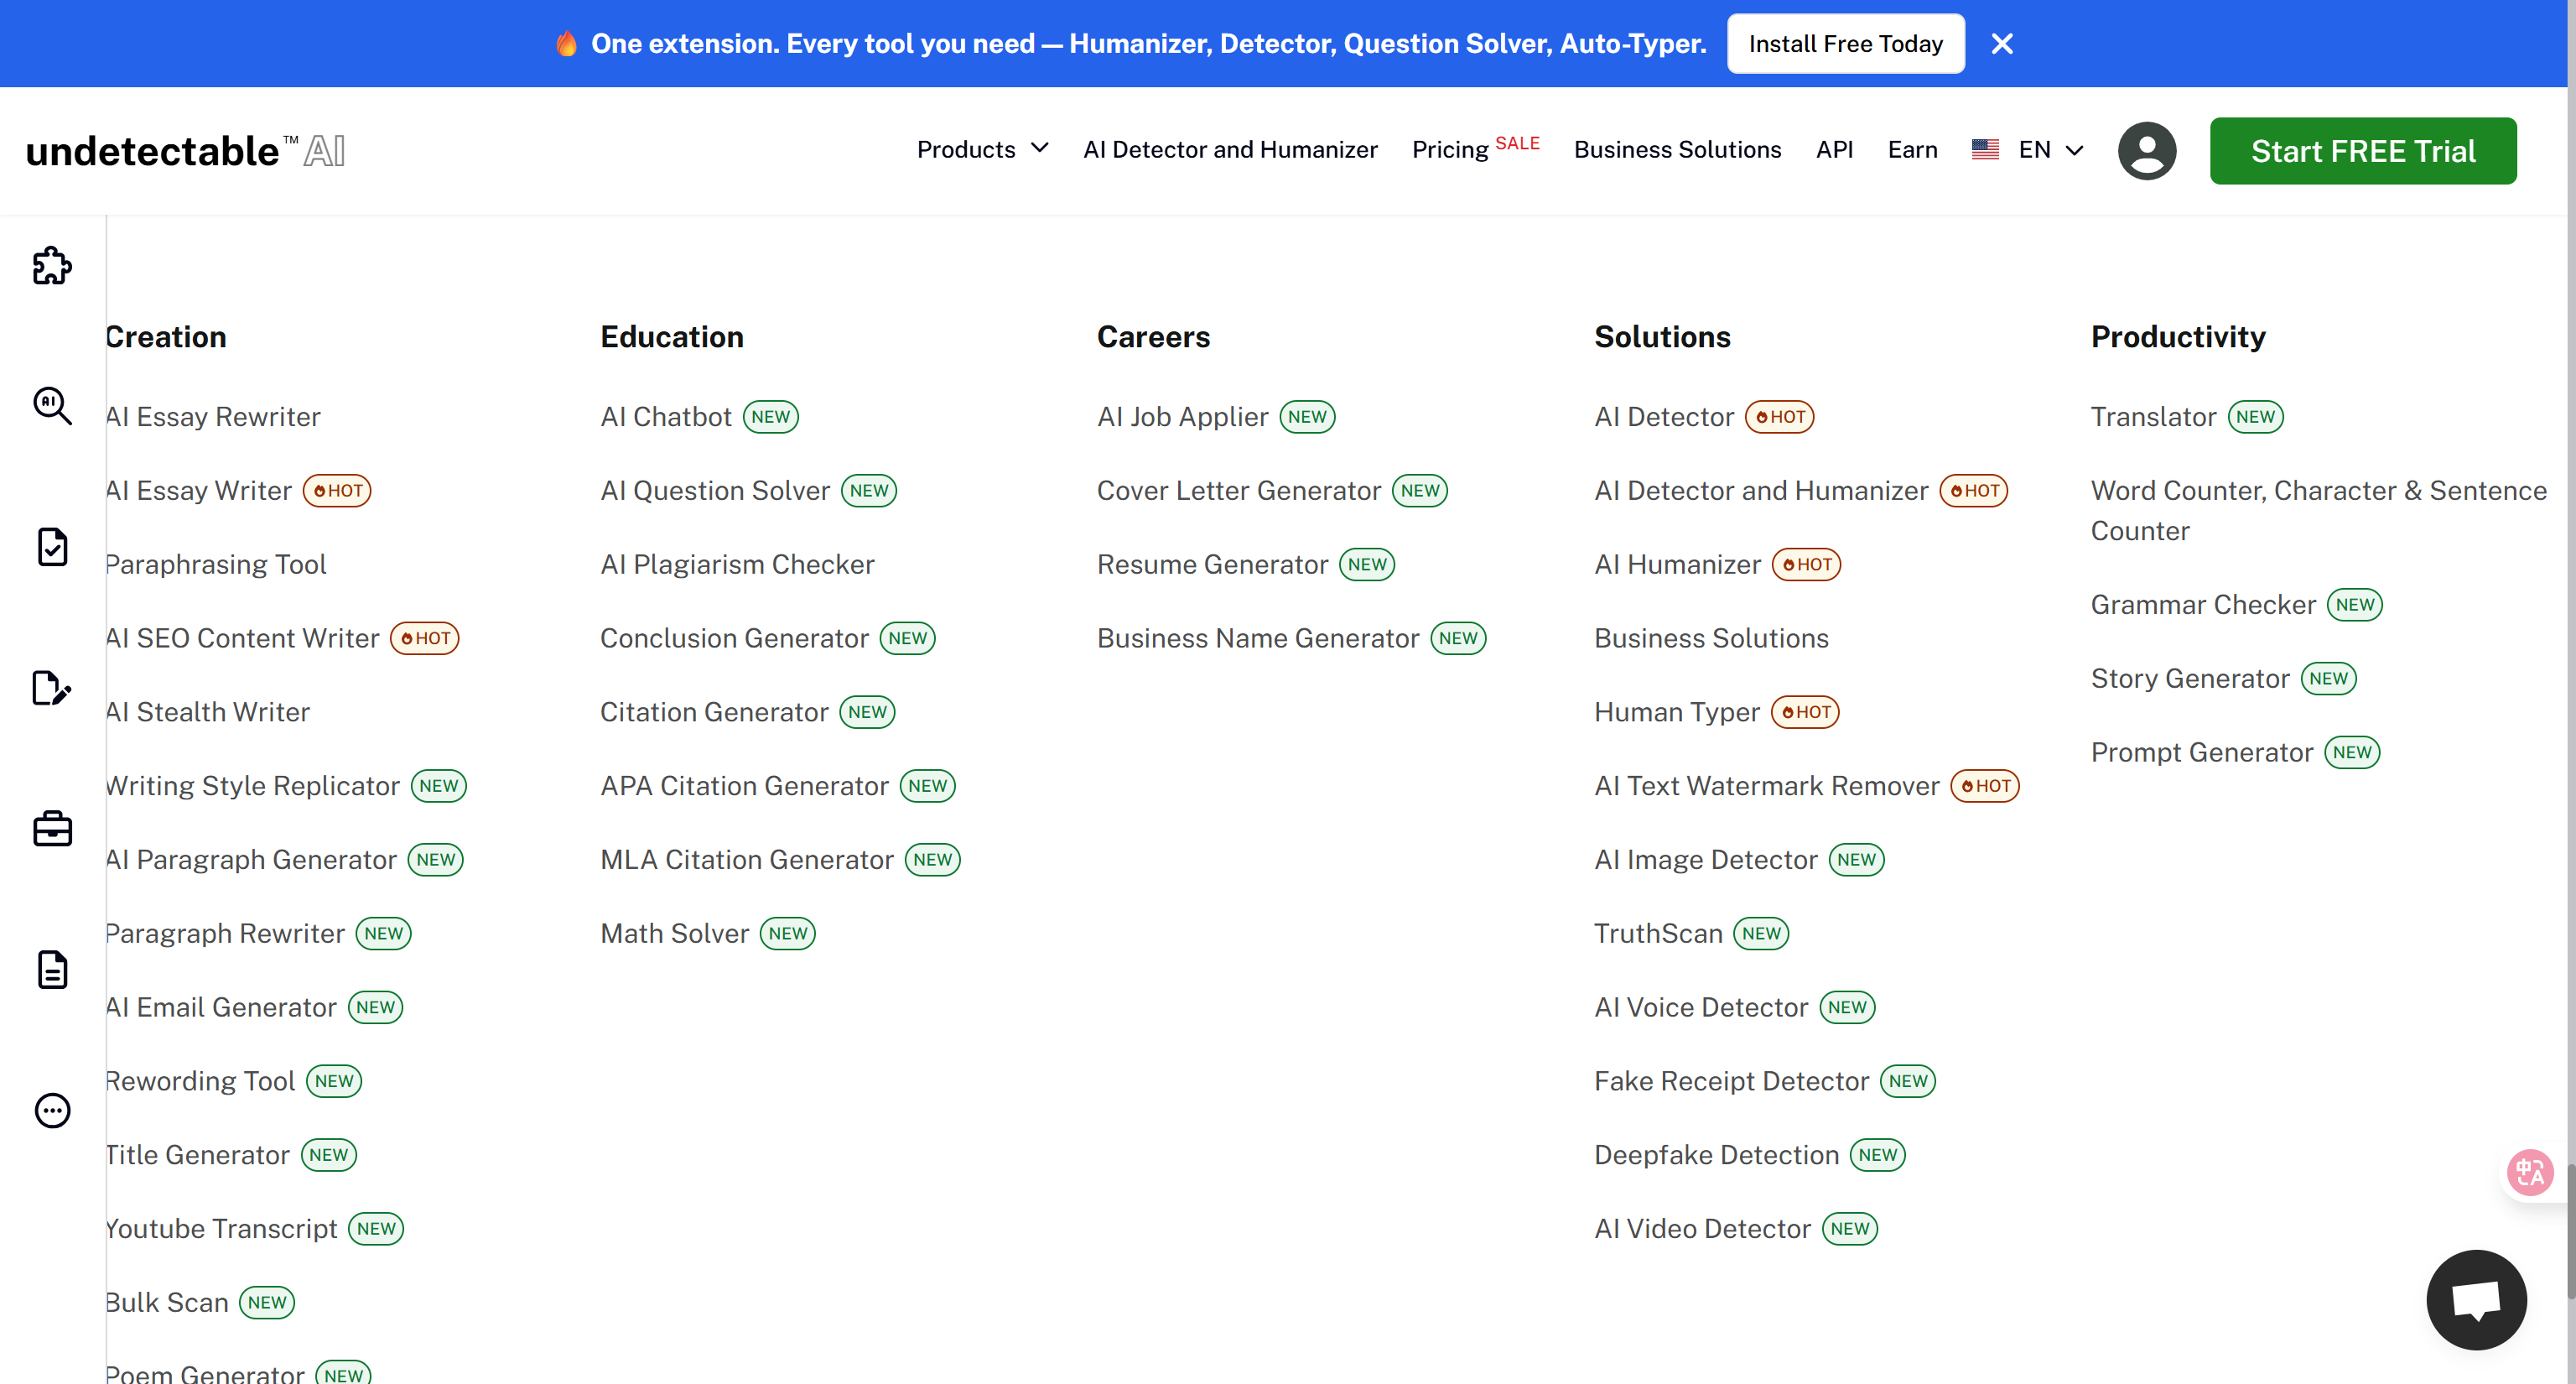 🔥 One extension. Every tool you need — Humanizer, Detector, Question Solver, Auto-Typer.
Install Free Today
undetectable™ AI
Products
AI Detector and Humanizer
Pricing SALE
Business Solutions
API
Earn
EN
Start FREE Trial
Creation
AI Essay Rewriter
AI Essay Writer HOT
Paraphrasing Tool
AI SEO Content Writer HOT
AI Stealth Writer
Writing Style Replicator NEW
AI Paragraph Generator NEW
Paragraph Rewriter NEW
AI Email Generator NEW
Rewording Tool NEW
Title Generator NEW
Youtube Transcript NEW
Bulk Scan NEW
Poem Generator NEW
Education
AI Chatbot NEW
AI Question Solver NEW
AI Plagiarism Checker
Conclusion Generator NEW
Citation Generator NEW
APA Citation Generator NEW
MLA Citation Generator NEW
Math Solver NEW
Careers
AI Job Applier NEW
Cover Letter Generator NEW
Resume Generator NEW
Business Name Generator NEW
Solutions
AI Detector HOT
AI Detector and Humanizer HOT
AI Humanizer HOT
Business Solutions
Human Typer HOT
AI Text Watermark Remover HOT
AI Image Detector NEW
TruthScan NEW
AI Voice Detector NEW
Fake Receipt Detector NEW
Deepfake Detection NEW
AI Video Detector NEW
Productivity
Translator NEW
Word Counter, Character & Sentence
Counter
Grammar Checker NEW
Story Generator NEW
Prompt Generator NEW
AI
中A